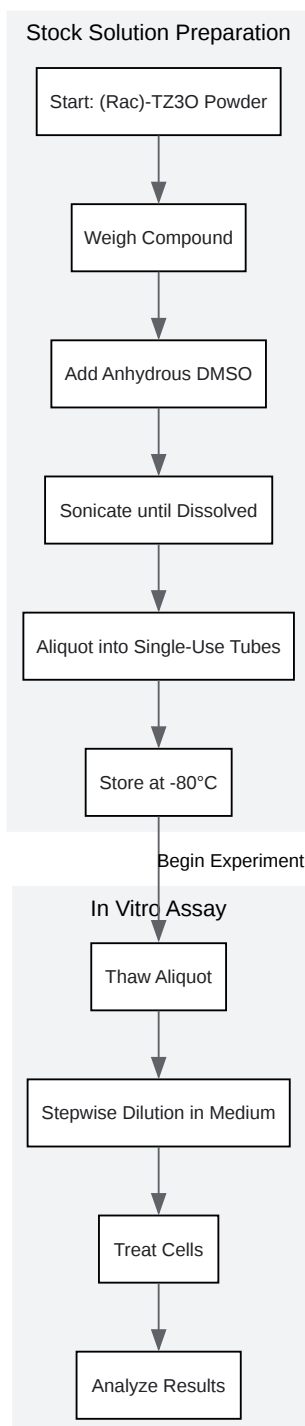 Stock Solution Preparation
Start: (Rac)-TZ3O Powder
Weigh Compound
Add Anhydrous DMSO
Sonicate until Dissolved
Aliquot into Single-Use Tubes
Store at -80°C
Begin Experiment
In Vitro Assay
Thaw Aliquot
Stepwise Dilution in Medium
Treat Cells
Analyze Results